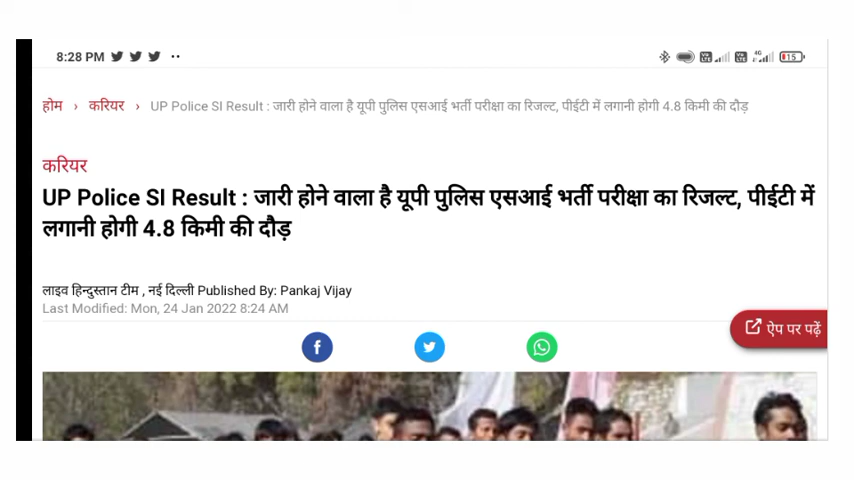 8:28 PM
4G
15
होम › करियर › UP Police SI Result : जारी होने वाला है यूपी पुलिस एसआई भर्ती परीक्षा का रिजल्ट, पीईटी में लगानी होगी 4.8 किमी की दौड़
करियर
UP Police SI Result : जारी होने वाला है यूपी पुलिस एसआई भर्ती परीक्षा का रिजल्ट, पीईटी में
लगानी होगी 4.8 किमी की दौड़
लाइव हिन्दुस्तान टीम , नई दिल्ली Published By: Pankaj Vijay
Last Modified: Mon, 24 Jan 2022 8:24 AM
ऐप पर पढ़ें